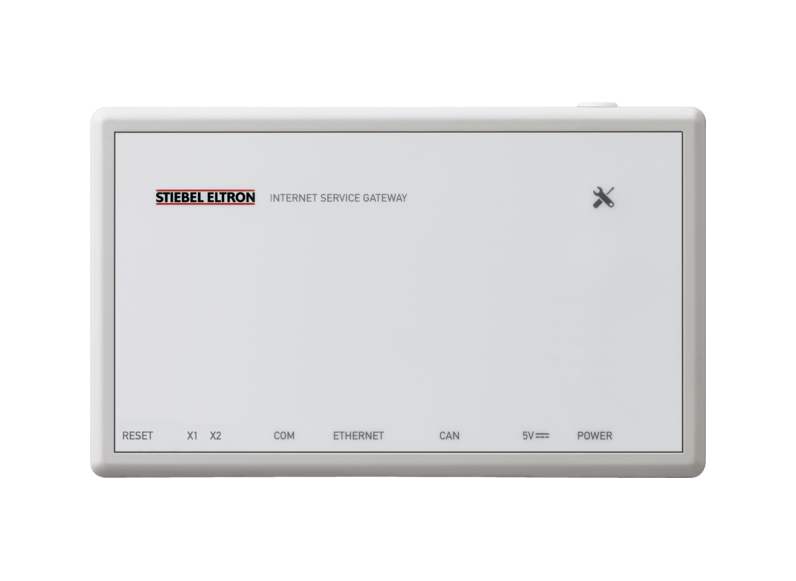 STIEBEL ELTRON INTERNET SERVICE GATEWAY
RESET X1 X2 COM ETHERNET CAN 5V POWER